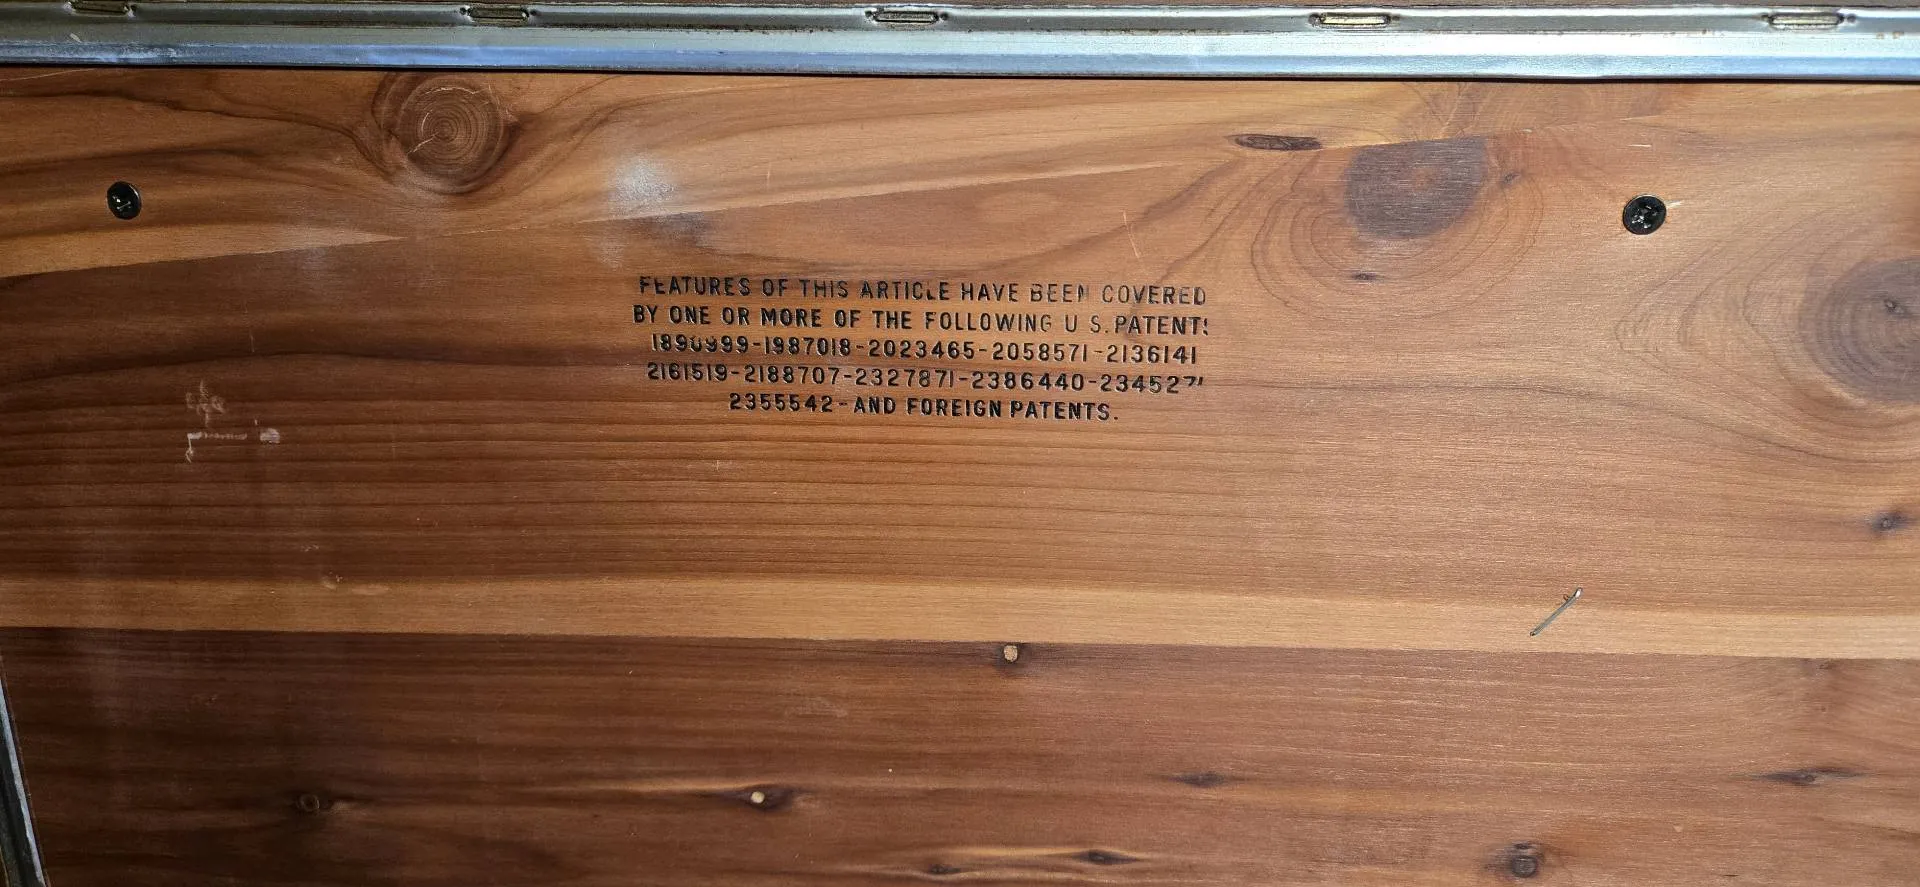 FEATURES OF THIS ARTICLE HAVE BEEN COVERED
BY ONE OR MORE OF THE FOLLOWING U S. PATENTS
1890999-1987018-2023465-2058571-2136141
2161519-2188707-2327871-2386440-2345271
2355542-AND FOREIGN PATENTS.